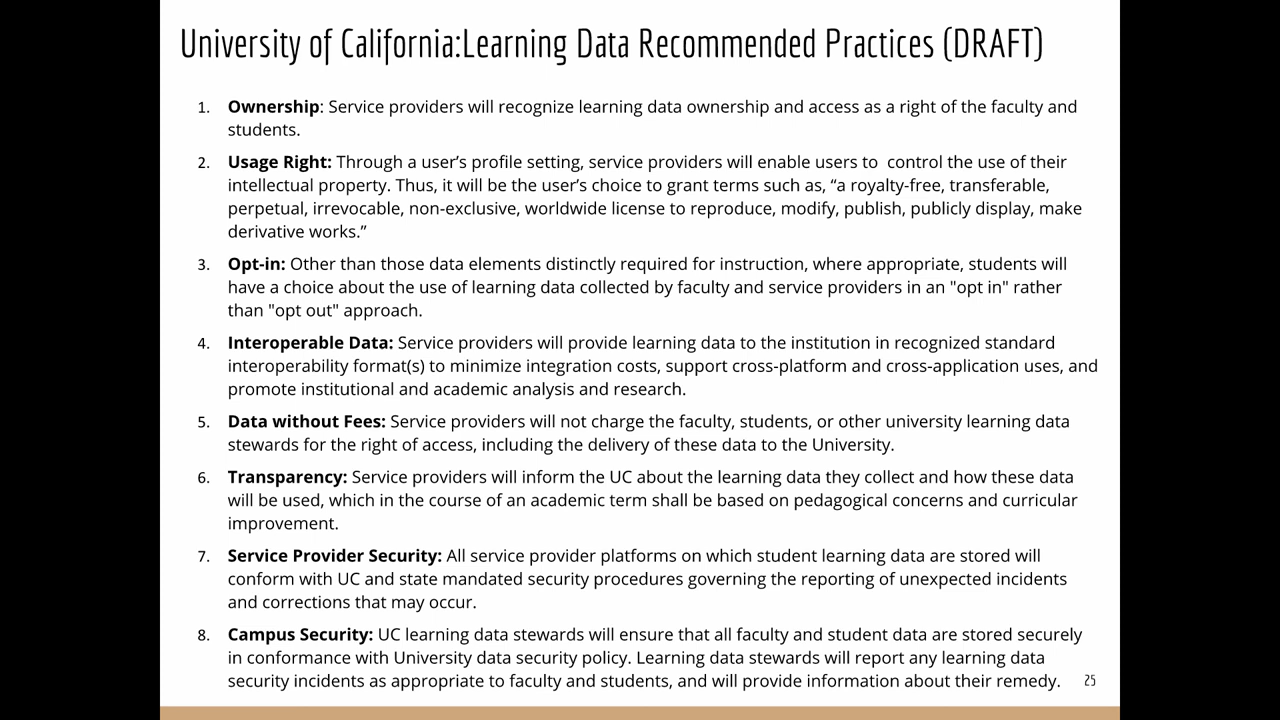 University of California:Learning Data Recommended Practices (DRAFT)
1. Ownership: Service providers will recognize learning data ownership and access as a right of the faculty and
students.
2. Usage Right: Through a user’s profile setting, service providers will enable users to  control the use of their
intellectual property. Thus, it will be the user’s choice to grant terms such as, “a royalty-free, transferable,
perpetual, irrevocable, non-exclusive, worldwide license to reproduce, modify, publish, publicly display, make
derivative works.”
3. Opt-in: Other than those data elements distinctly required for instruction, where appropriate, students will
have a choice about the use of learning data collected by faculty and service providers in an "opt in" rather
than "opt out" approach.
4. Interoperable Data: Service providers will provide learning data to the institution in recognized standard
interoperability format(s) to minimize integration costs, support cross-platform and cross-application uses, and
promote institutional and academic analysis and research.
5. Data without Fees: Service providers will not charge the faculty, students, or other university learning data
stewards for the right of access, including the delivery of these data to the University.
6. Transparency: Service providers will inform the UC about the learning data they collect and how these data
will be used, which in the course of an academic term shall be based on pedagogical concerns and curricular
improvement.
7. Service Provider Security: All service provider platforms on which student learning data are stored will
conform with UC and state mandated security procedures governing the reporting of unexpected incidents
and corrections that may occur.
8. Campus Security: UC learning data stewards will ensure that all faculty and student data are stored securely
in conformance with University data security policy. Learning data stewards will report any learning data
security incidents as appropriate to faculty and students, and will provide information about their remedy.
25